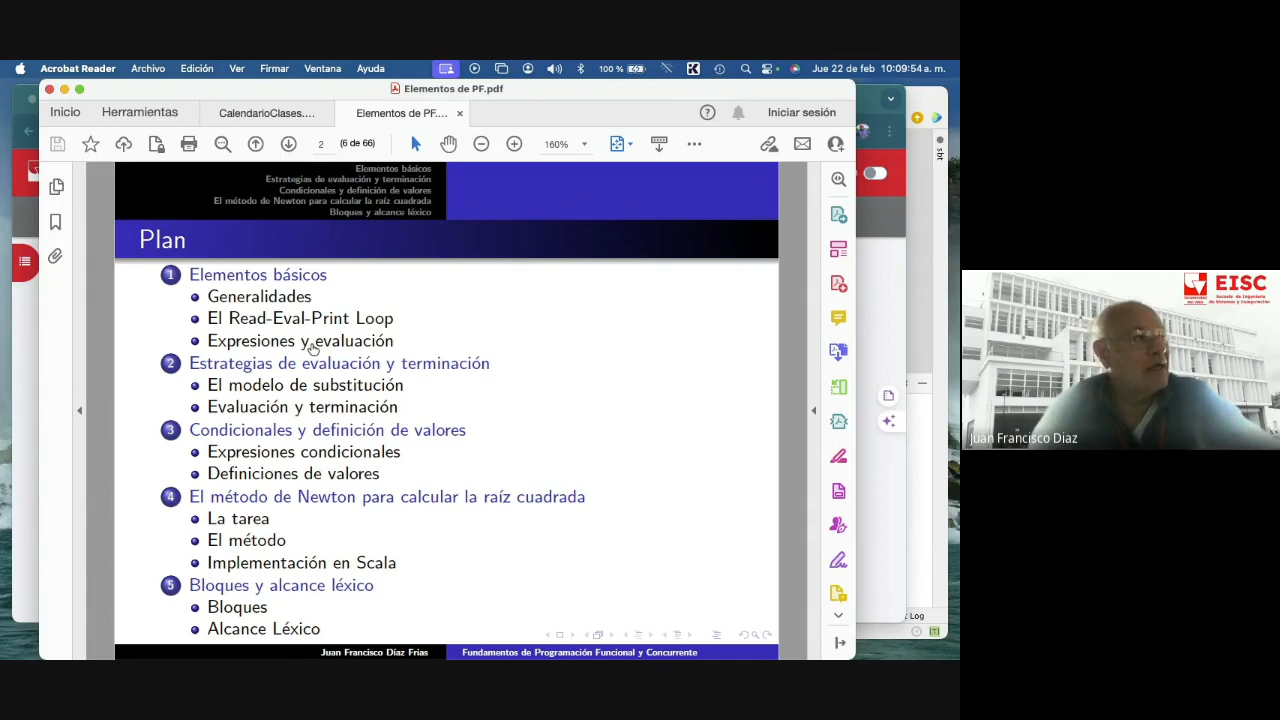 Acrobat Reader Archivo Edición Ver Firmar Ventana Ayuda 100 % Jue 22 de feb 10:09:54 a. m.
Elementos de PF.pdf
Inicio Herramientas CalendarioClases.... Elementos de PF.... Iniciar sesión
2 (6 de 66) 160%
sbt
Elementos básicos
Estrategias de evaluación y terminación
Condicionales y definición de valores
El método de Newton para calcular la raíz cuadrada
Bloques y alcance léxico
Plan
1 Elementos básicos
Generalidades
El Read-Eval-Print Loop
Expresiones y evaluación
2 Estrategias de evaluación y terminación
El modelo de substitución
Evaluación y terminación
3 Condicionales y definición de valores
Expresiones condicionales
Definiciones de valores
4 El método de Newton para calcular la raíz cuadrada
La tarea
El método
Implementación en Scala
5 Bloques y alcance léxico
Bloques
Alcance Léxico
Juan Francisco Díaz Frias Fundamentos de Programación Funcional y Concurrente
Log
EISC
Escuela de Ingeniería
de Sistemas y Computación
Juan Francisco Diaz